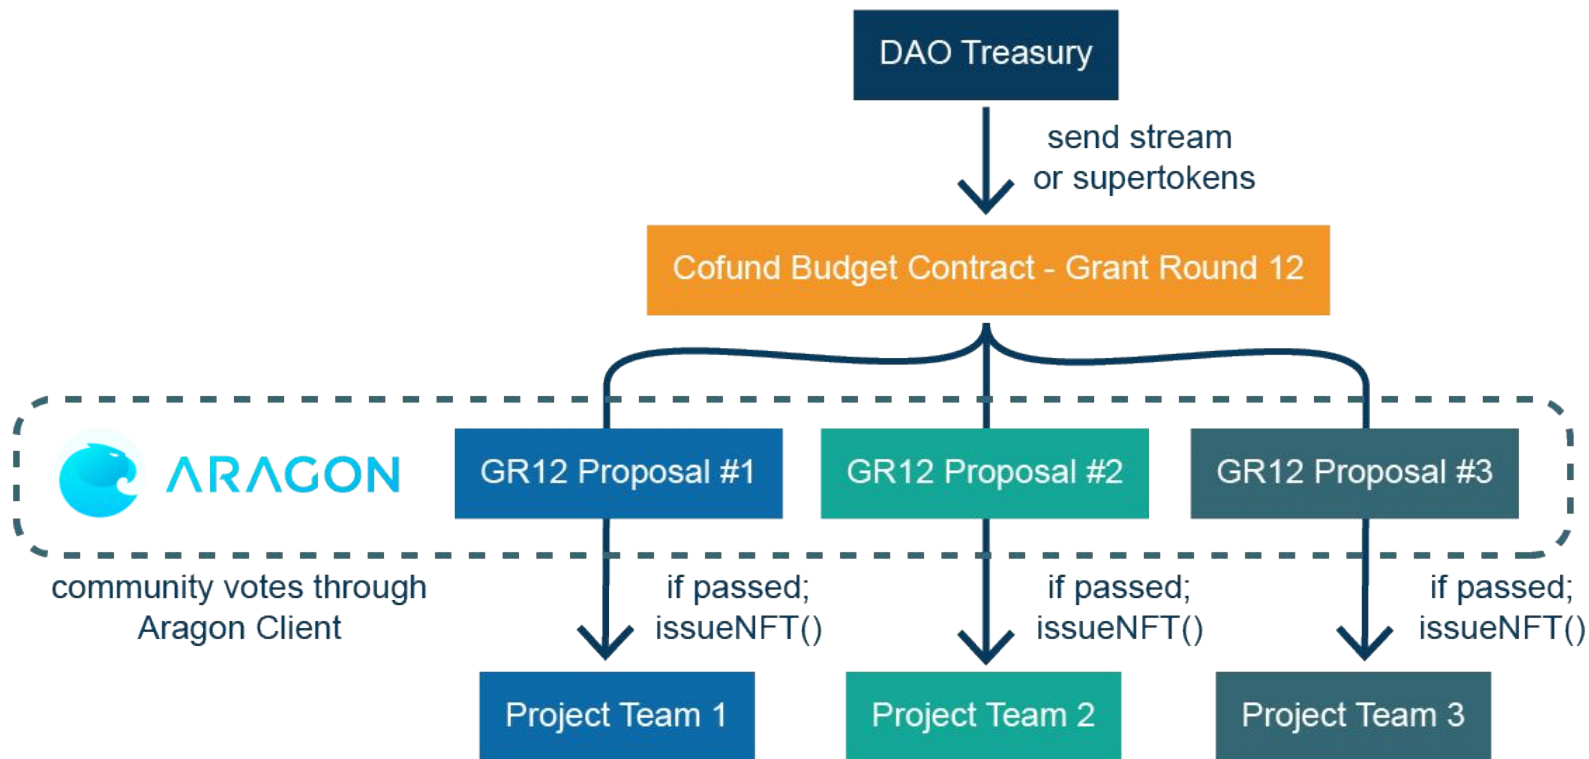 DAO Treasury
send stream
or supertokens
Cofund Budget Contract - Grant Round 12
ARAGON
GR12 Proposal #1
GR12 Proposal #2
GR12 Proposal #3
community votes through
Aragon Client
if passed;
issueNFT()
if passed;
issueNFT()
if passed;
issueNFT()
Project Team 1
Project Team 2
Project Team 3